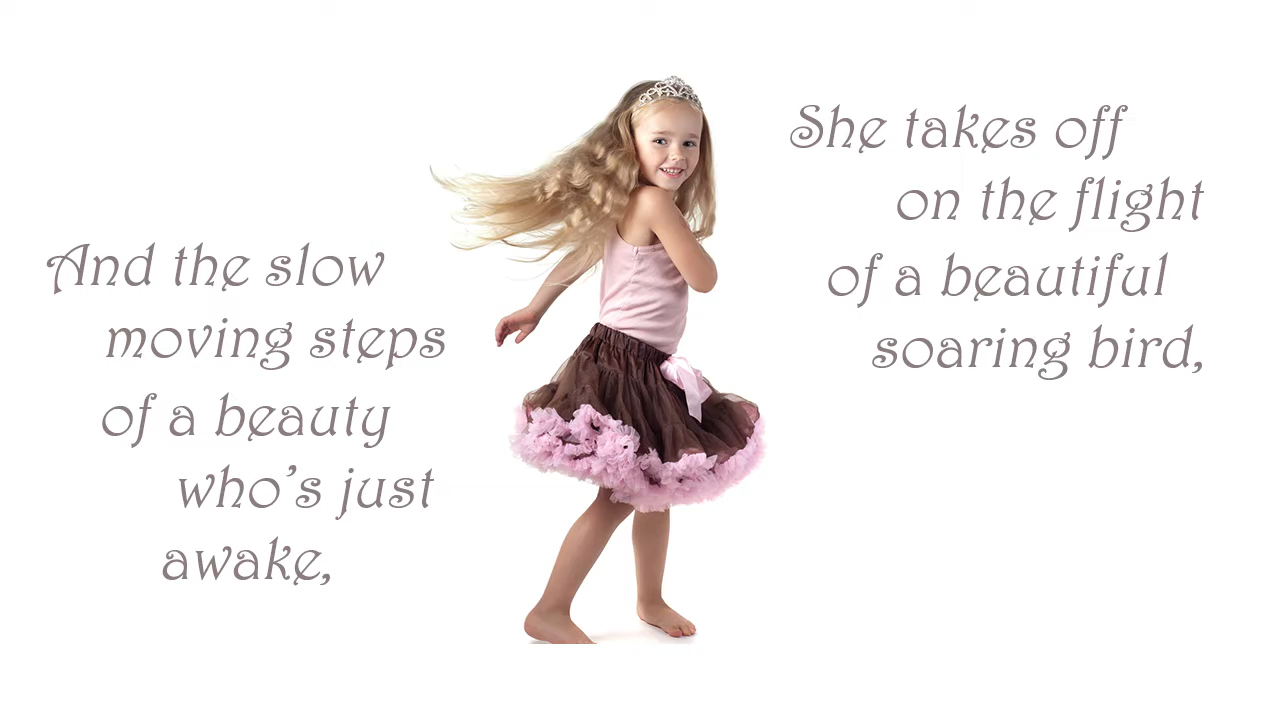 And the slow
moving steps
of a beauty
who’s just
awake,
She takes off
on the flight
of a beautiful
soaring bird,